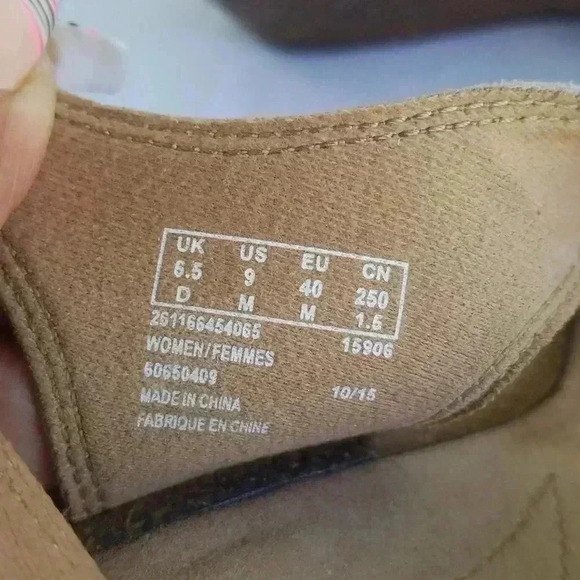 UK US EU CN
6.5 9 40 250
D M M 1.5
261166454065 15906
WOMEN/FEMMES
60650409 10/15
MADE IN CHINA
FABRIQUE EN CHINE